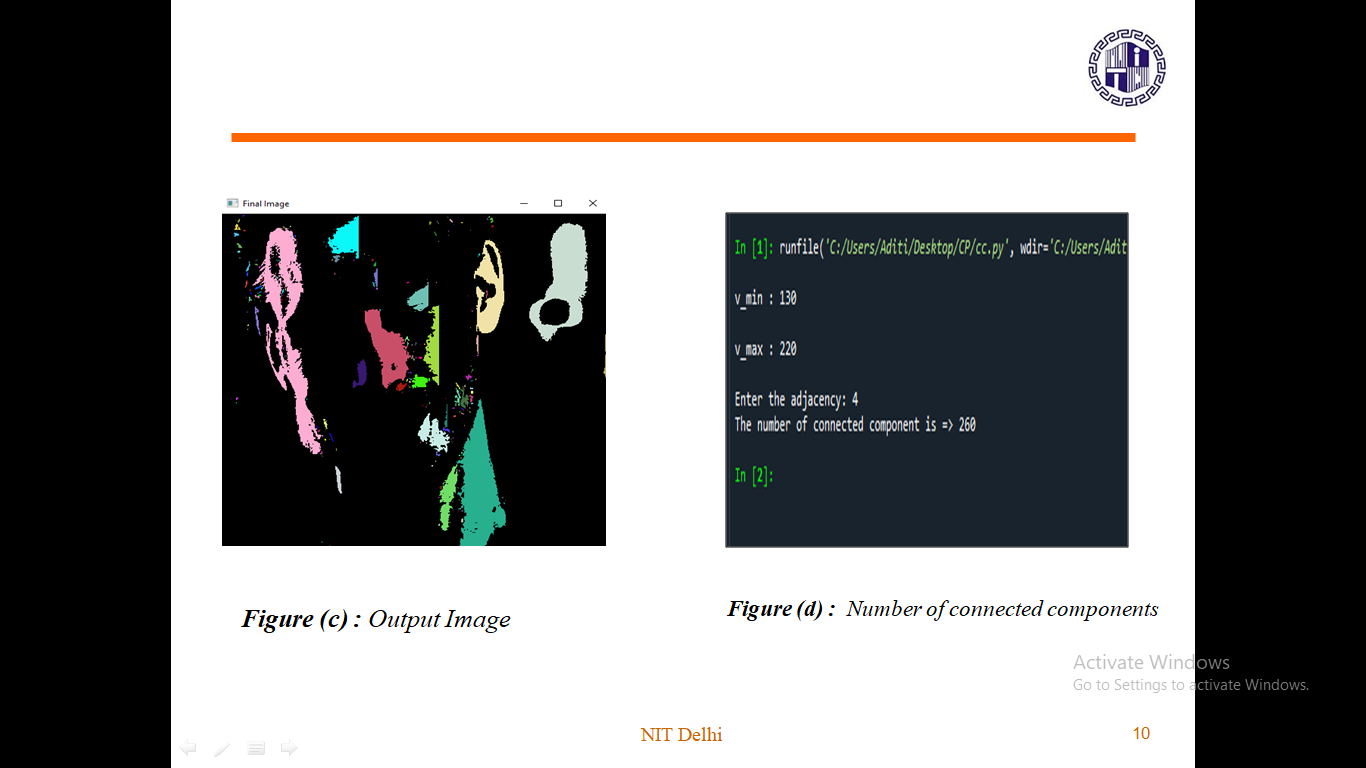 Final Image
In [1]: runfile('C:/Users/Aditi/Desktop/CP/cc.py', wdir='C:/Users/Adit
v_min : 130
v_max : 220
Enter the adjacency: 4
The number of connected component is => 260
In [2]:
Figure (c) : Output Image
Figure (d) : Number of connected components
Activate Windows
Go to Settings to activate Windows.
NIT Delhi
10